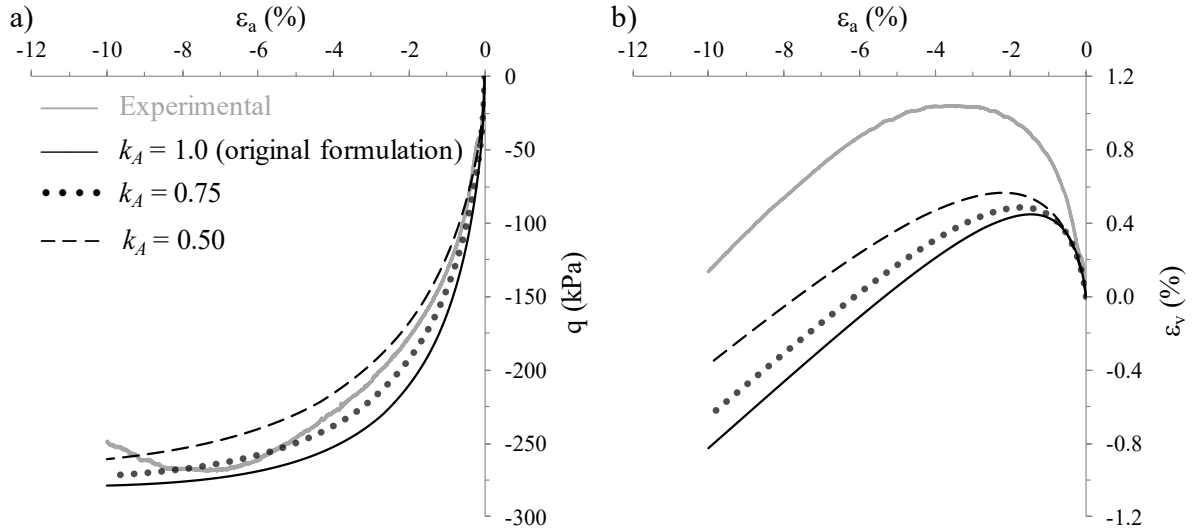 a)
εa (%)
-12 -10 -8 -6 -4 -2 0
0
-50
-100
-150
-200
-250
-300
q (kPa)
Experimental
kA = 1.0 (original formulation)
kA = 0.75
kA = 0.50
b)
εa (%)
-12 -10 -8 -6 -4 -2 0
1.2
0.8
0.4
0.0
-0.4
-0.8
-1.2
εv (%)